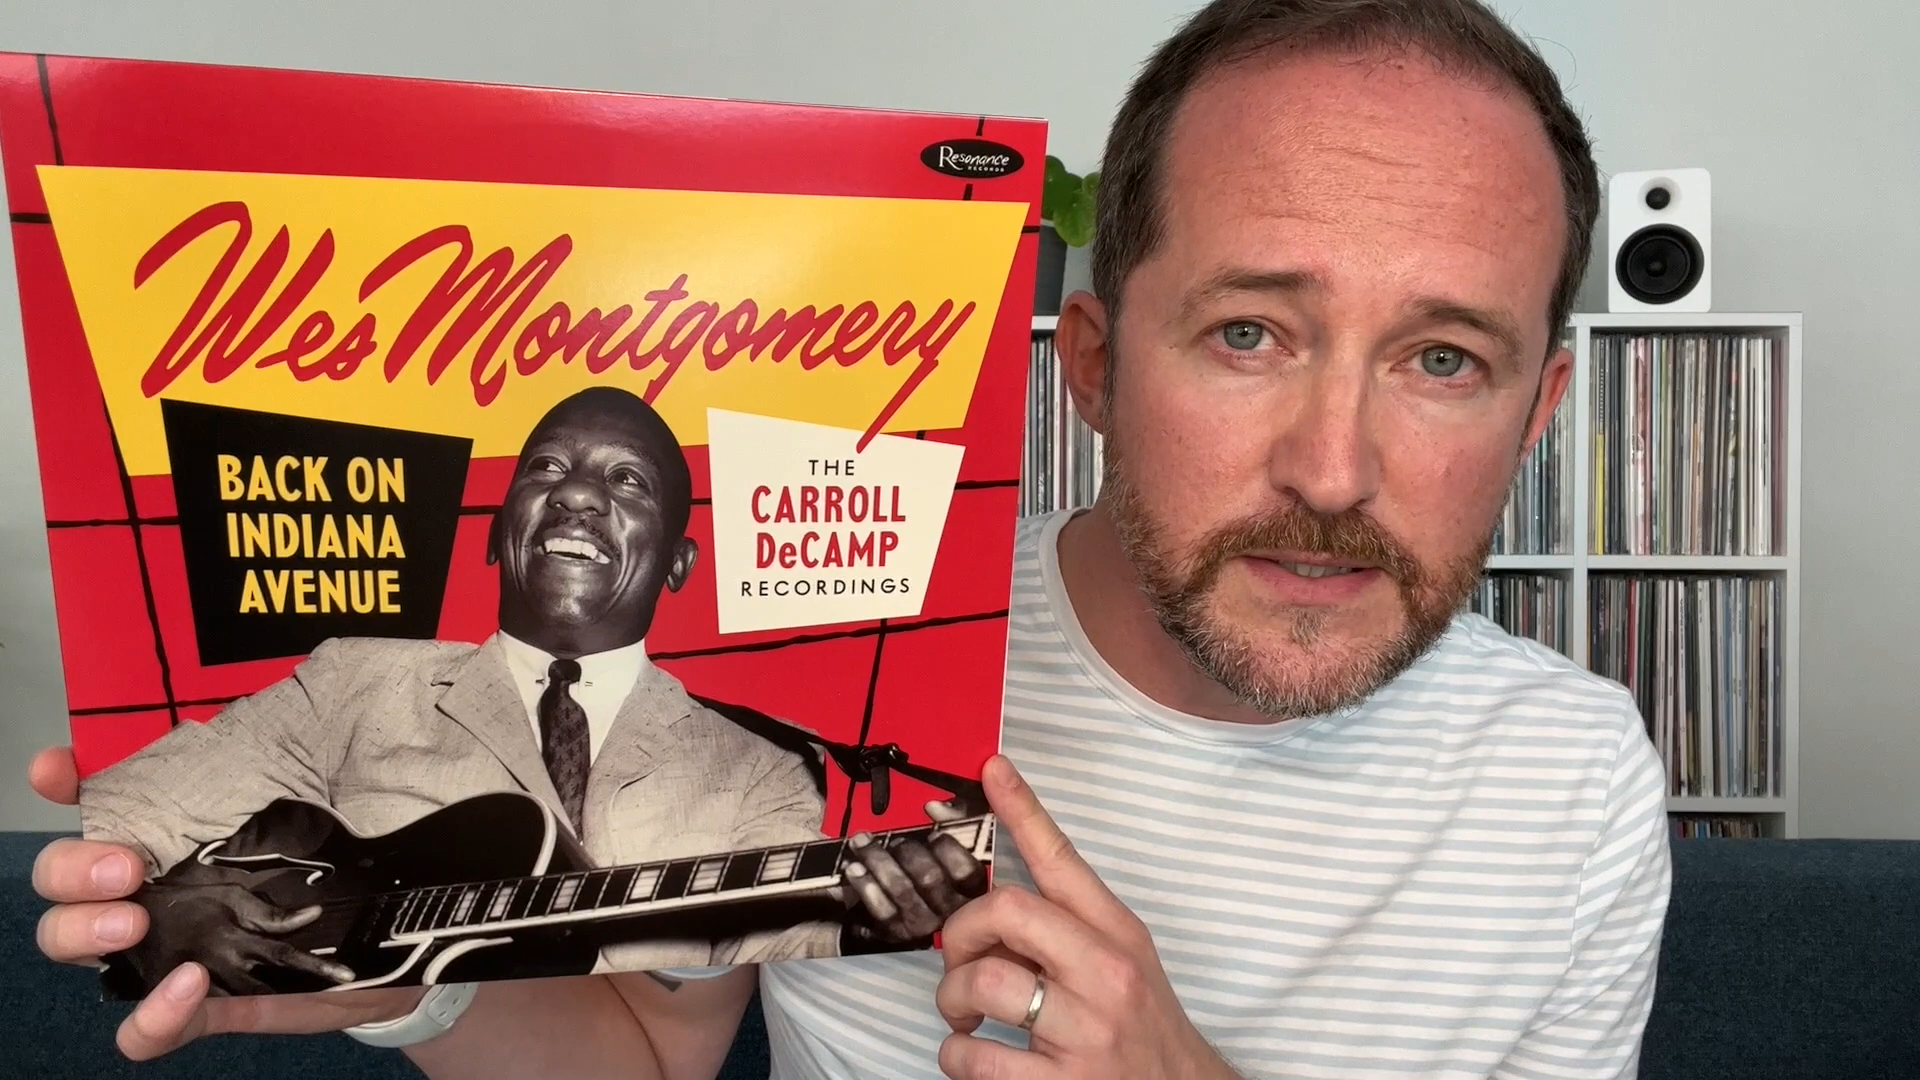 Resonance
RECORDS
Wes Montgomery
BACK ON
INDIANA
AVENUE
THE
CARROLL
DeCAMP
RECORDINGS